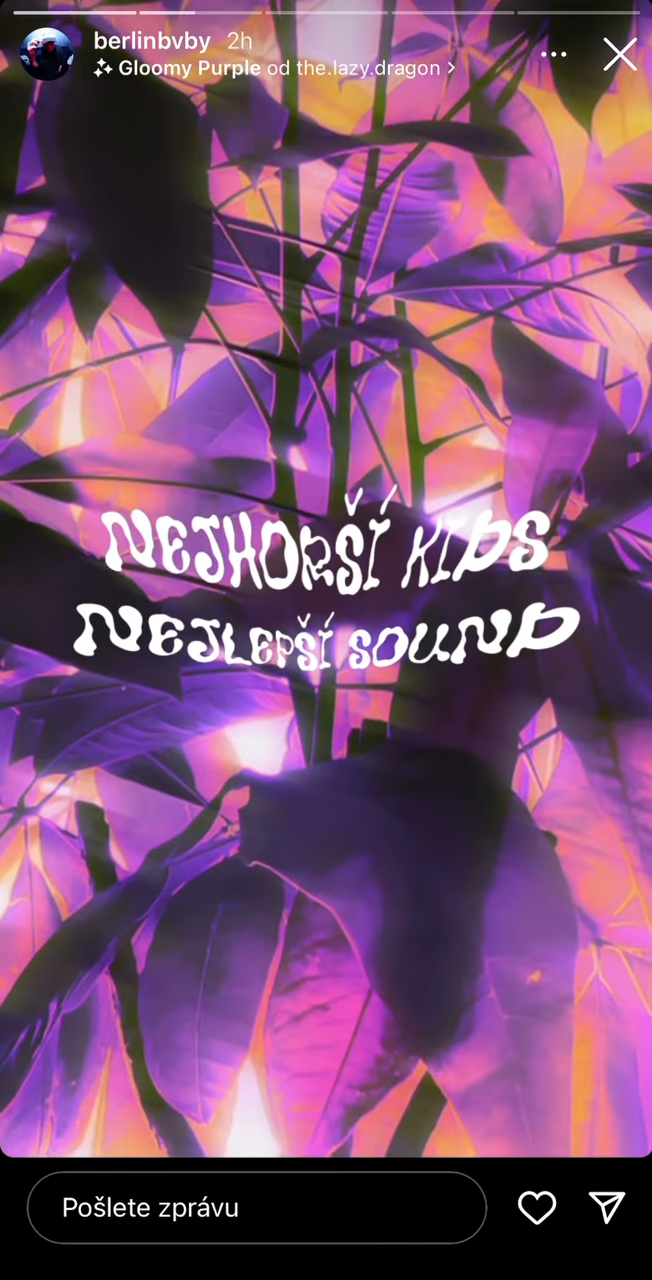 berlinbvby 2h
Gloomy Purple od the.lazy.dragon
NEJHORŠÍ KIDS
NEJLEPŠÍ SOUND
Pošlete zprávu